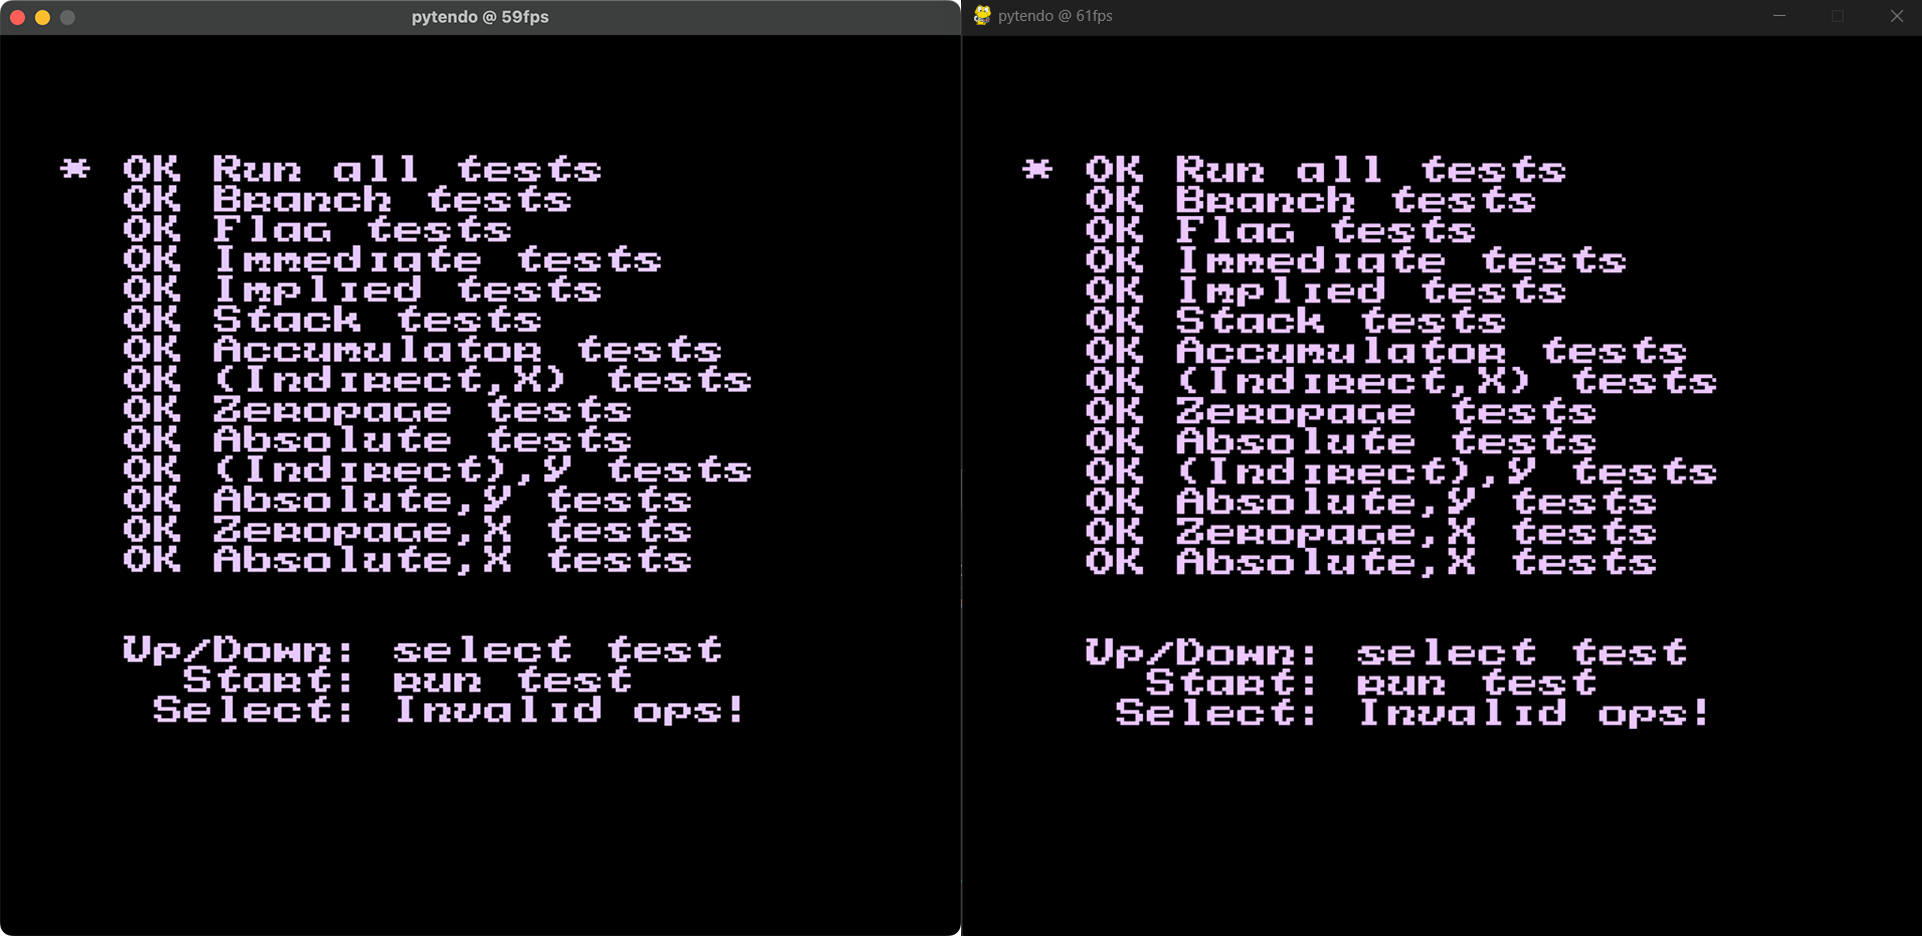 pytendo @ 59fps
* OK Run all tests
OK Branch tests
OK Flag tests
OK Immediate tests
OK Implied tests
OK Stack tests
OK Accumulator tests
OK (Indirect,X) tests
OK Zeropage tests
OK Absolute tests
OK (Indirect),Y tests
OK Absolute,Y tests
OK Zeropage,X tests
OK Absolute,X tests
Up/Down: select test
Start: run test
Select: Invalid ops!
pytendo @ 61fps
* OK Run all tests
OK Branch tests
OK Flag tests
OK Immediate tests
OK Implied tests
OK Stack tests
OK Accumulator tests
OK (Indirect,X) tests
OK Zeropage tests
OK Absolute tests
OK (Indirect),Y tests
OK Absolute,Y tests
OK Zeropage,X tests
OK Absolute,X tests
Up/Down: select test
Start: run test
Select: Invalid ops!